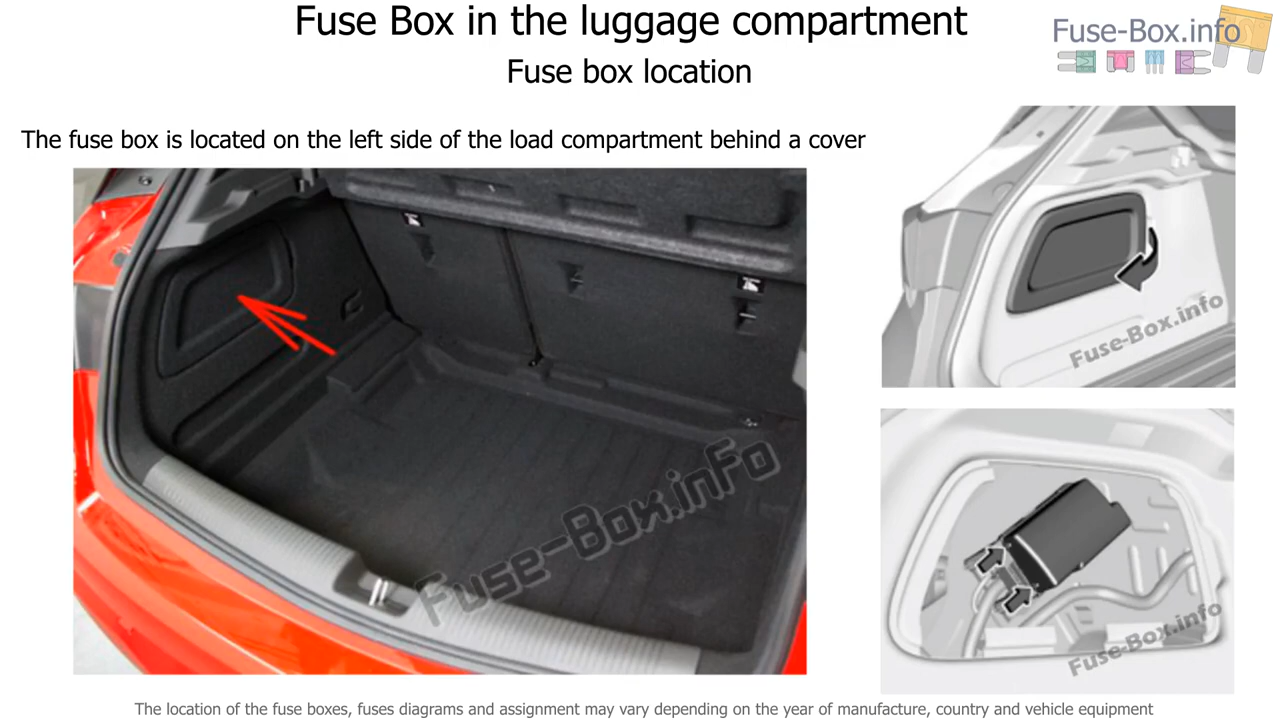 Fuse Box in the luggage compartment
Fuse-Box.info
Fuse box location
The fuse box is located on the left side of the load compartment behind a cover
Fuse-Box.info
Fuse-Box.inFo
Fuse-Box.info
The location of the fuse boxes, fuses diagrams and assignment may vary depending on the year of manufacture, country and vehicle equipment